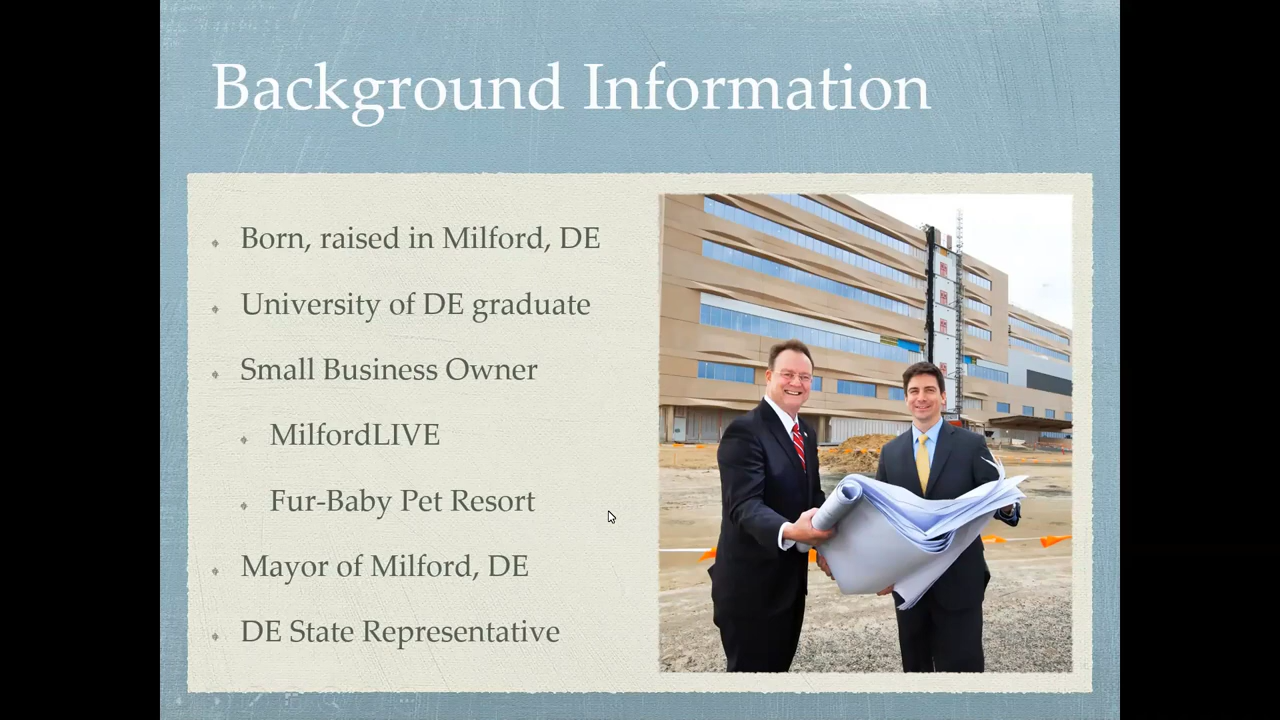 Background Information
Born, raised in Milford, DE
University of DE graduate
Small Business Owner
MilfordLIVE
Fur-Baby Pet Resort
Mayor of Milford, DE
DE State Representative